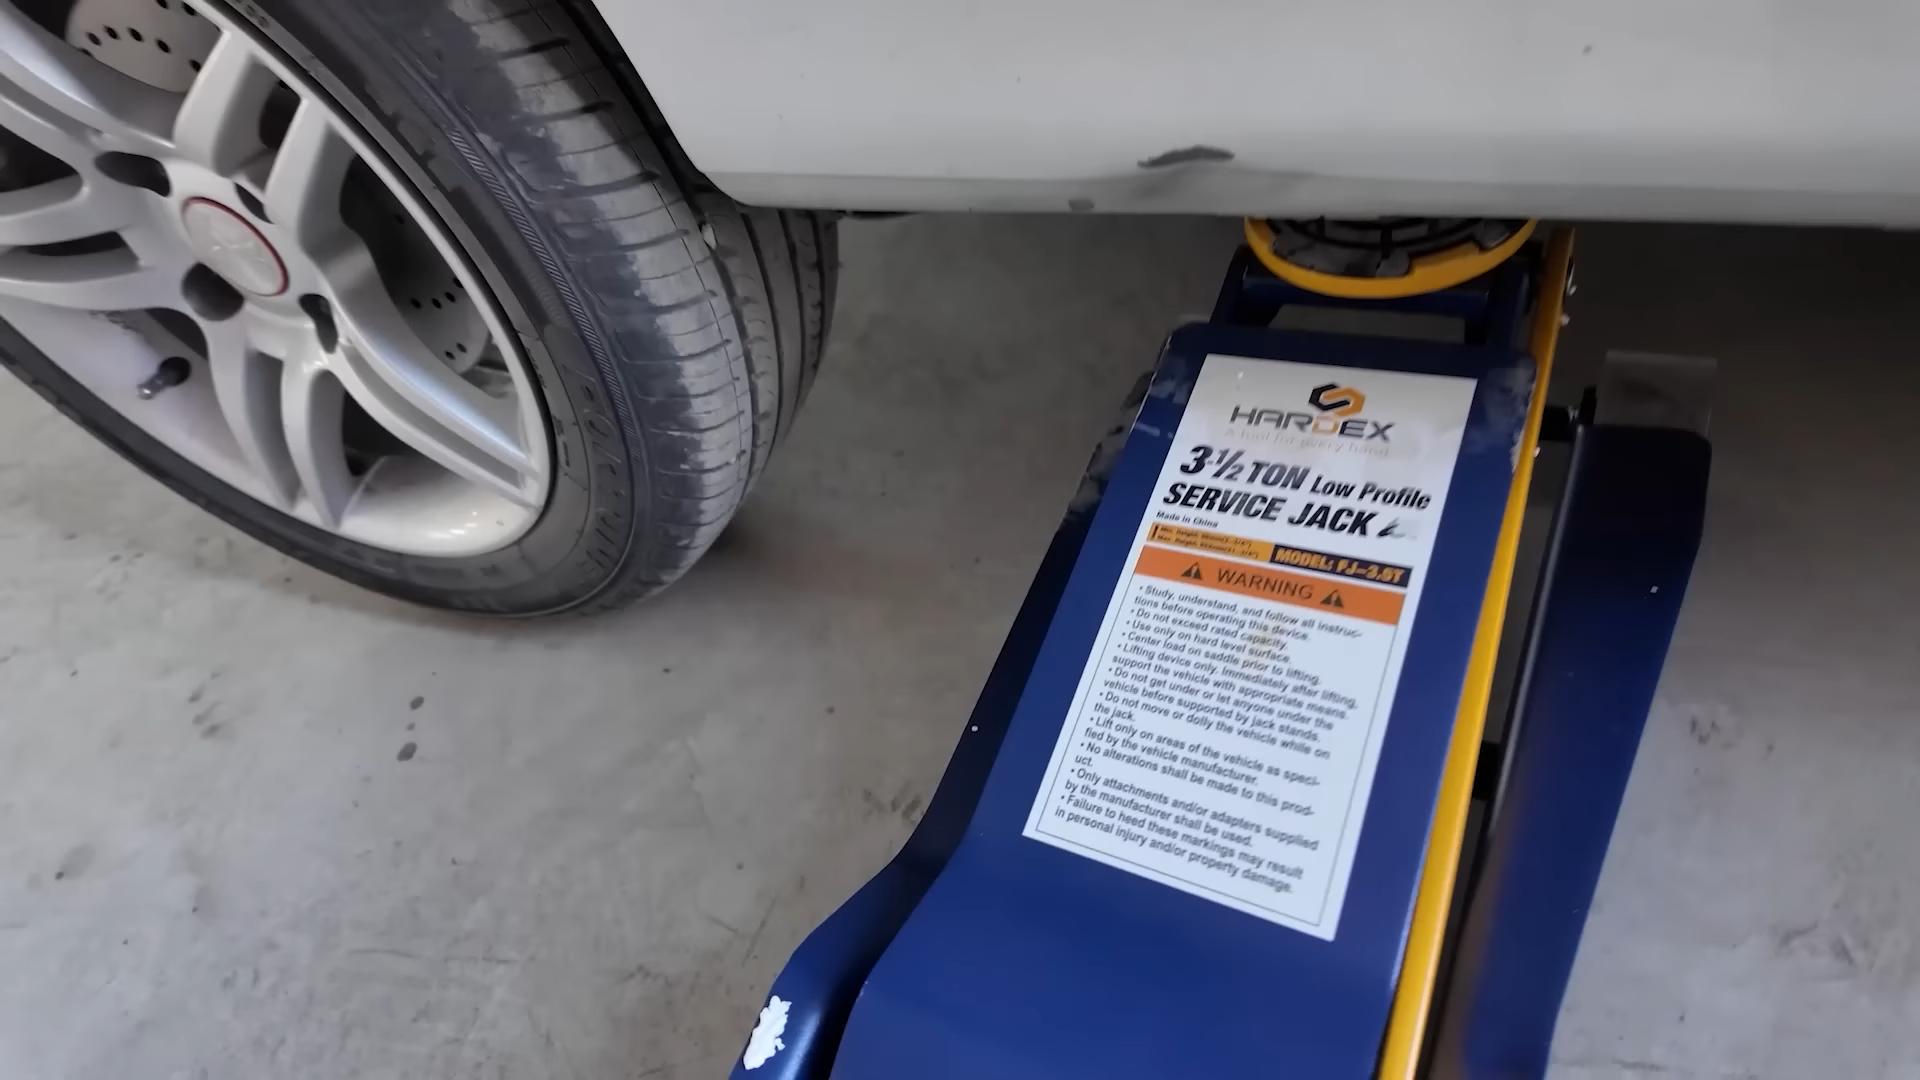 HARDEX
A tool for every hand
3-½ TON Low Profile
SERVICE JACK
Made in China
MODEL: FJ-3.5T
WARNING
• Study, understand, and follow all instruc-
tions before operating this device.
• Do not exceed rated capacity.
• Use only on hard level surface.
• Center load on saddle prior to lifting.
• Lifting device only. Immediately after lifting,
support the vehicle with appropriate means.
• Do not get under or let anyone under the
vehicle before supported by jack stands.
• Do not move or dolly the vehicle while on
the jack.
• Lift only on areas of the vehicle as speci-
fied by the vehicle manufacturer.
• No alterations shall be made to this prod-
uct.
• Only attachments and/or adapters supplied
by the manufacturer shall be used.
• Failure to heed these markings may result
in personal injury and/or property damage.